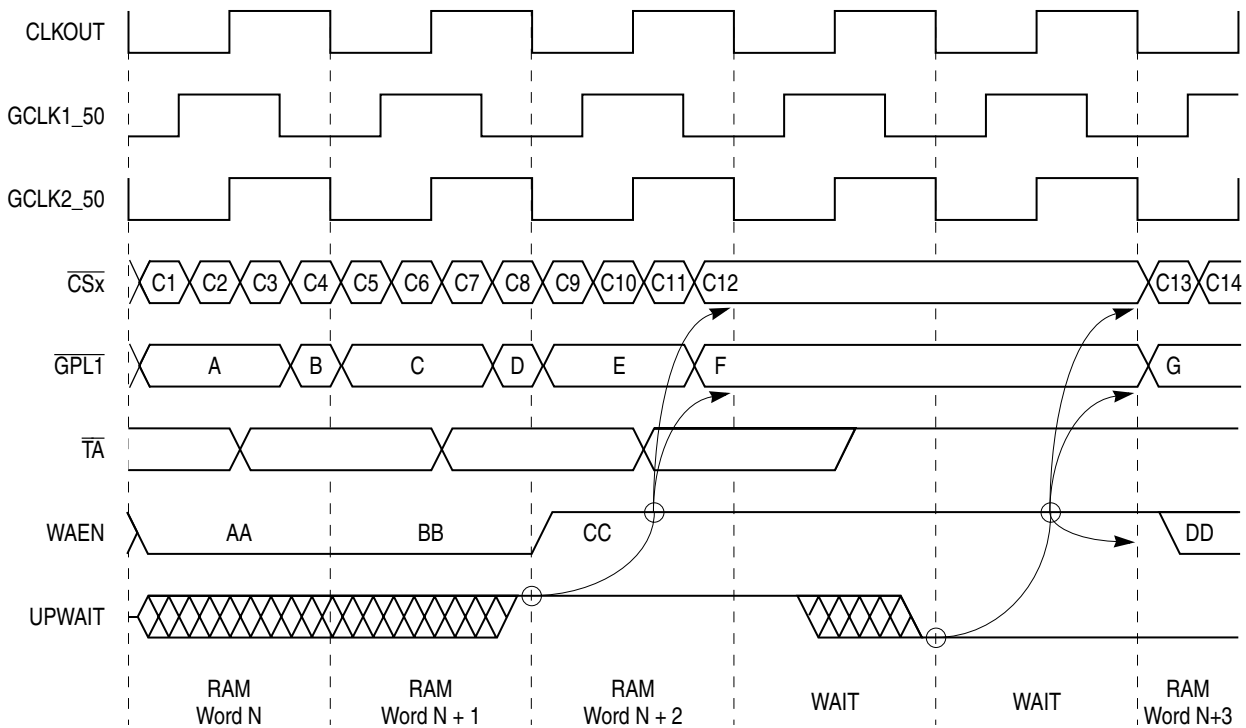 CLKOUT
GCLK1_50
GCLK2_50
CSx C1 C2 C3 C4 C5 C6 C7 C8 C9 C10 C11 C12 C13 C14
GPL1 A B C D E F G
TA
WAEN AA BB CC DD
UPWAIT
RAM RAM RAM WAIT WAIT RAM
Word N Word N + 1 Word N + 2 Word N+3